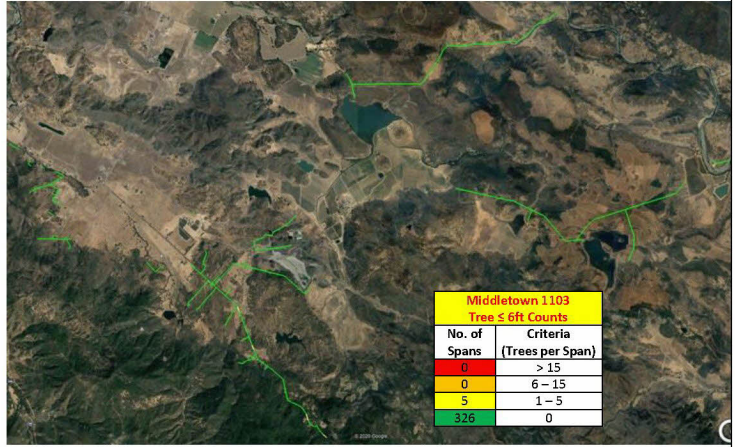 Middletown 1103
Tree ≤ 6ft Counts
No. of Spans Criteria (Trees per Span)
0 > 15
0 6 – 15
5 1 – 5
326 0
© 2020 Google